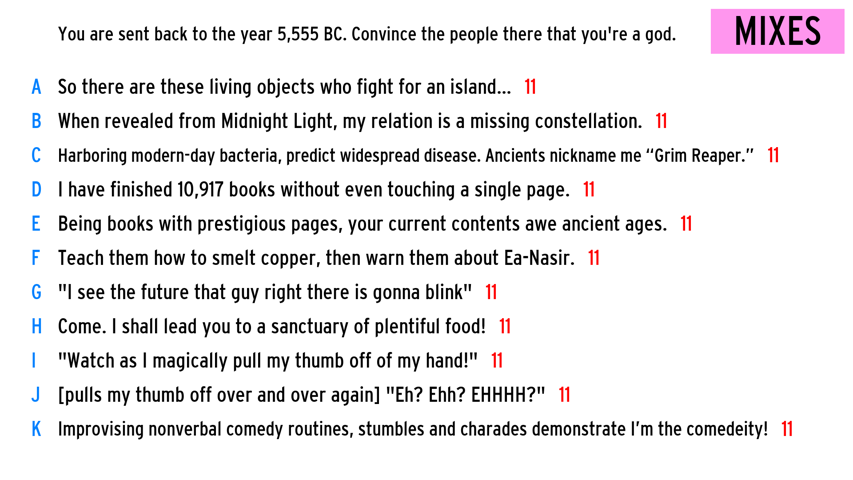 You are sent back to the year 5,555 BC. Convince the people there that you're a god.
MIXES
A So there are these living objects who fight for an island... 11
B When revealed from Midnight Light, my relation is a missing constellation. 11
C Harboring modern-day bacteria, predict widespread disease. Ancients nickname me “Grim Reaper.” 11
D I have finished 10,917 books without even touching a single page. 11
E Being books with prestigious pages, your current contents awe ancient ages. 11
F Teach them how to smelt copper, then warn them about Ea-Nasir. 11
G "I see the future that guy right there is gonna blink" 11
H Come. I shall lead you to a sanctuary of plentiful food! 11
I "Watch as I magically pull my thumb off of my hand!" 11
J [pulls my thumb off over and over again] "Eh? Ehh? EHHHH?" 11
K Improvising nonverbal comedy routines, stumbles and charades demonstrate I’m the comedeity! 11